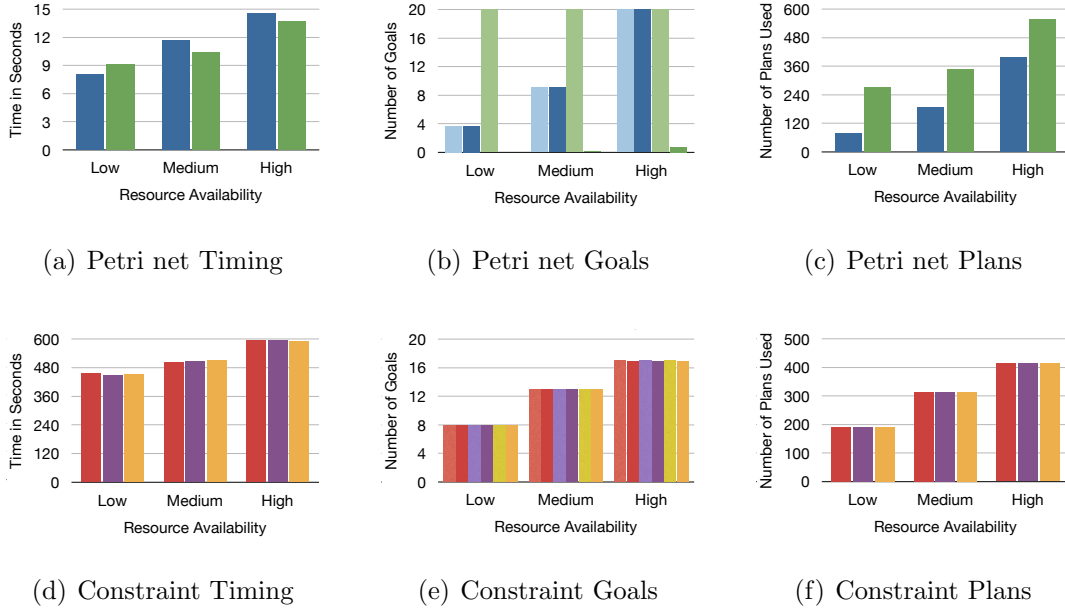 Time in Seconds
15
12
9
6
3
0
Low Medium High
Resource Availability
(a) Petri net Timing
Number of Goals
20
16
12
8
4
0
Low Medium High
Resource Availability
(b) Petri net Goals
Number of Plans Used
600
480
360
240
120
0
Low Medium High
Resource Availability
(c) Petri net Plans
Time in Seconds
600
480
360
240
120
0
Low Medium High
Resource Availability
(d) Constraint Timing
Number of Goals
20
16
12
8
4
0
Low Medium High
Resource Availability
(e) Constraint Goals
Number of Plans Used
500
400
300
200
100
0
Low Medium High
Resource Availability
(f) Constraint Plans